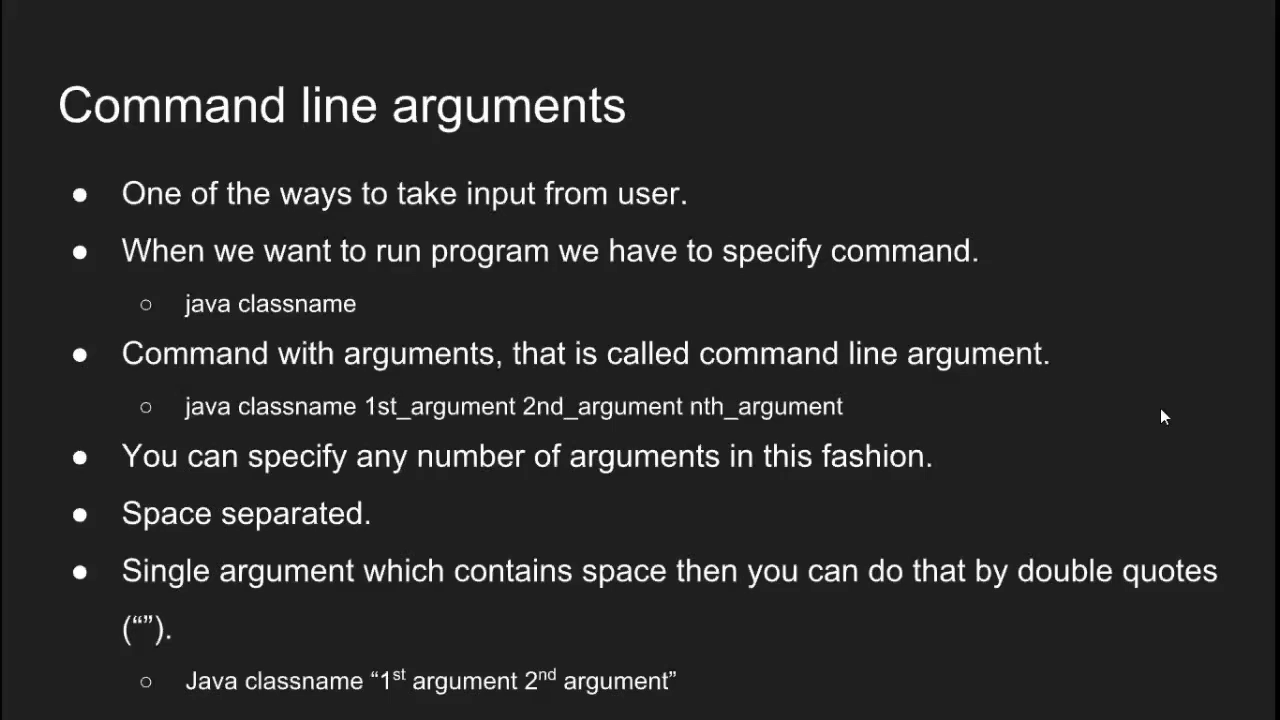 Command line arguments
● One of the ways to take input from user.
● When we want to run program we have to specify command.
○ java classname
● Command with arguments, that is called command line argument.
○ java classname 1st_argument 2nd_argument nth_argument
● You can specify any number of arguments in this fashion.
● Space separated.
● Single argument which contains space then you can do that by double quotes
(“”).
○ Java classname “1st argument 2nd argument”